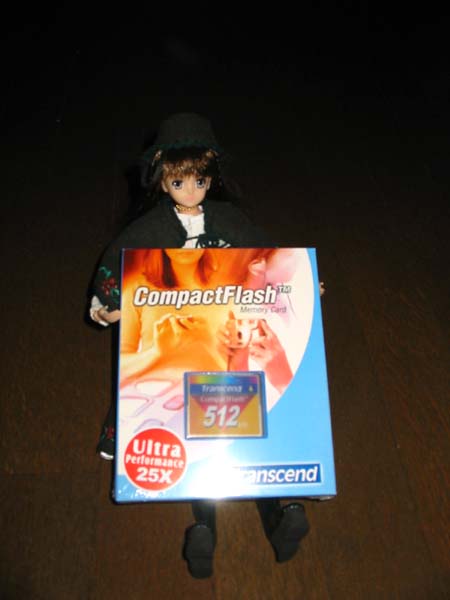 CompactFlash™
Memory Card
Transcend
CompactFlash
512
Ultra
Performance
25X
Transcend